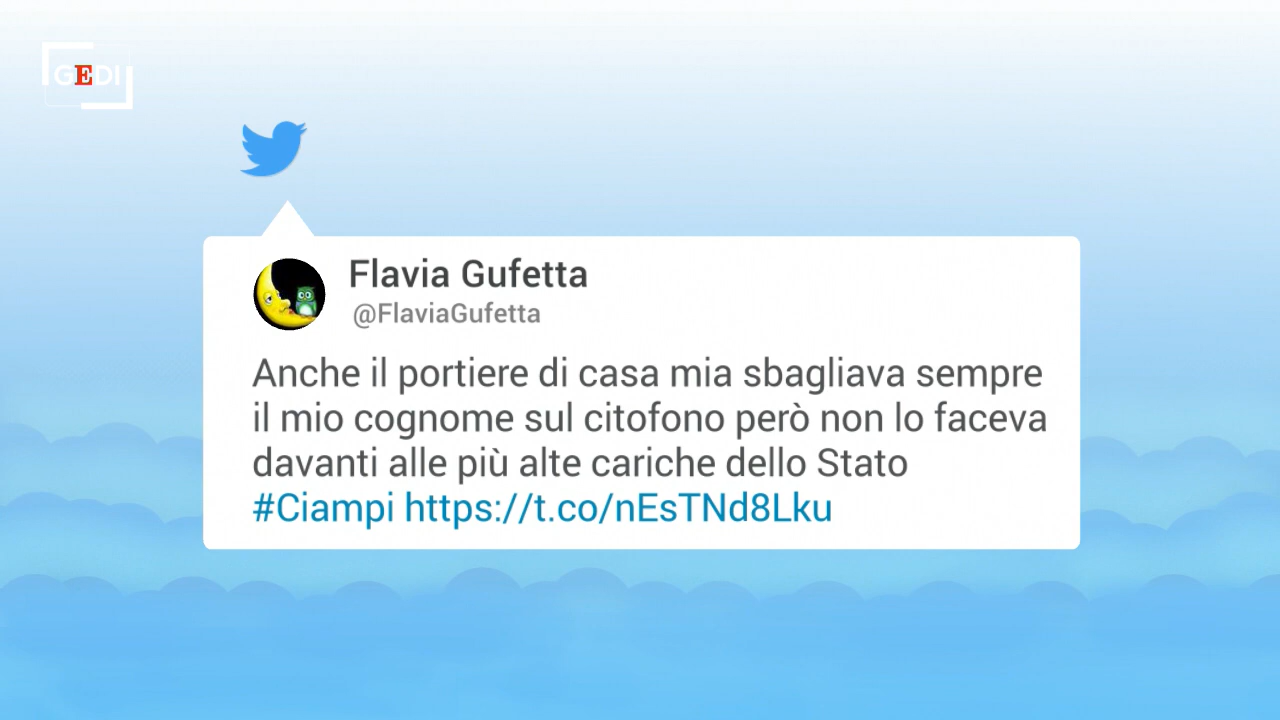 GEDI
Flavia Gufetta
@FlaviaGufetta
Anche il portiere di casa mia sbagliava sempre
il mio cognome sul citofono però non lo faceva
davanti alle più alte cariche dello Stato
#Ciampi https://t.co/nEsTNd8Lku